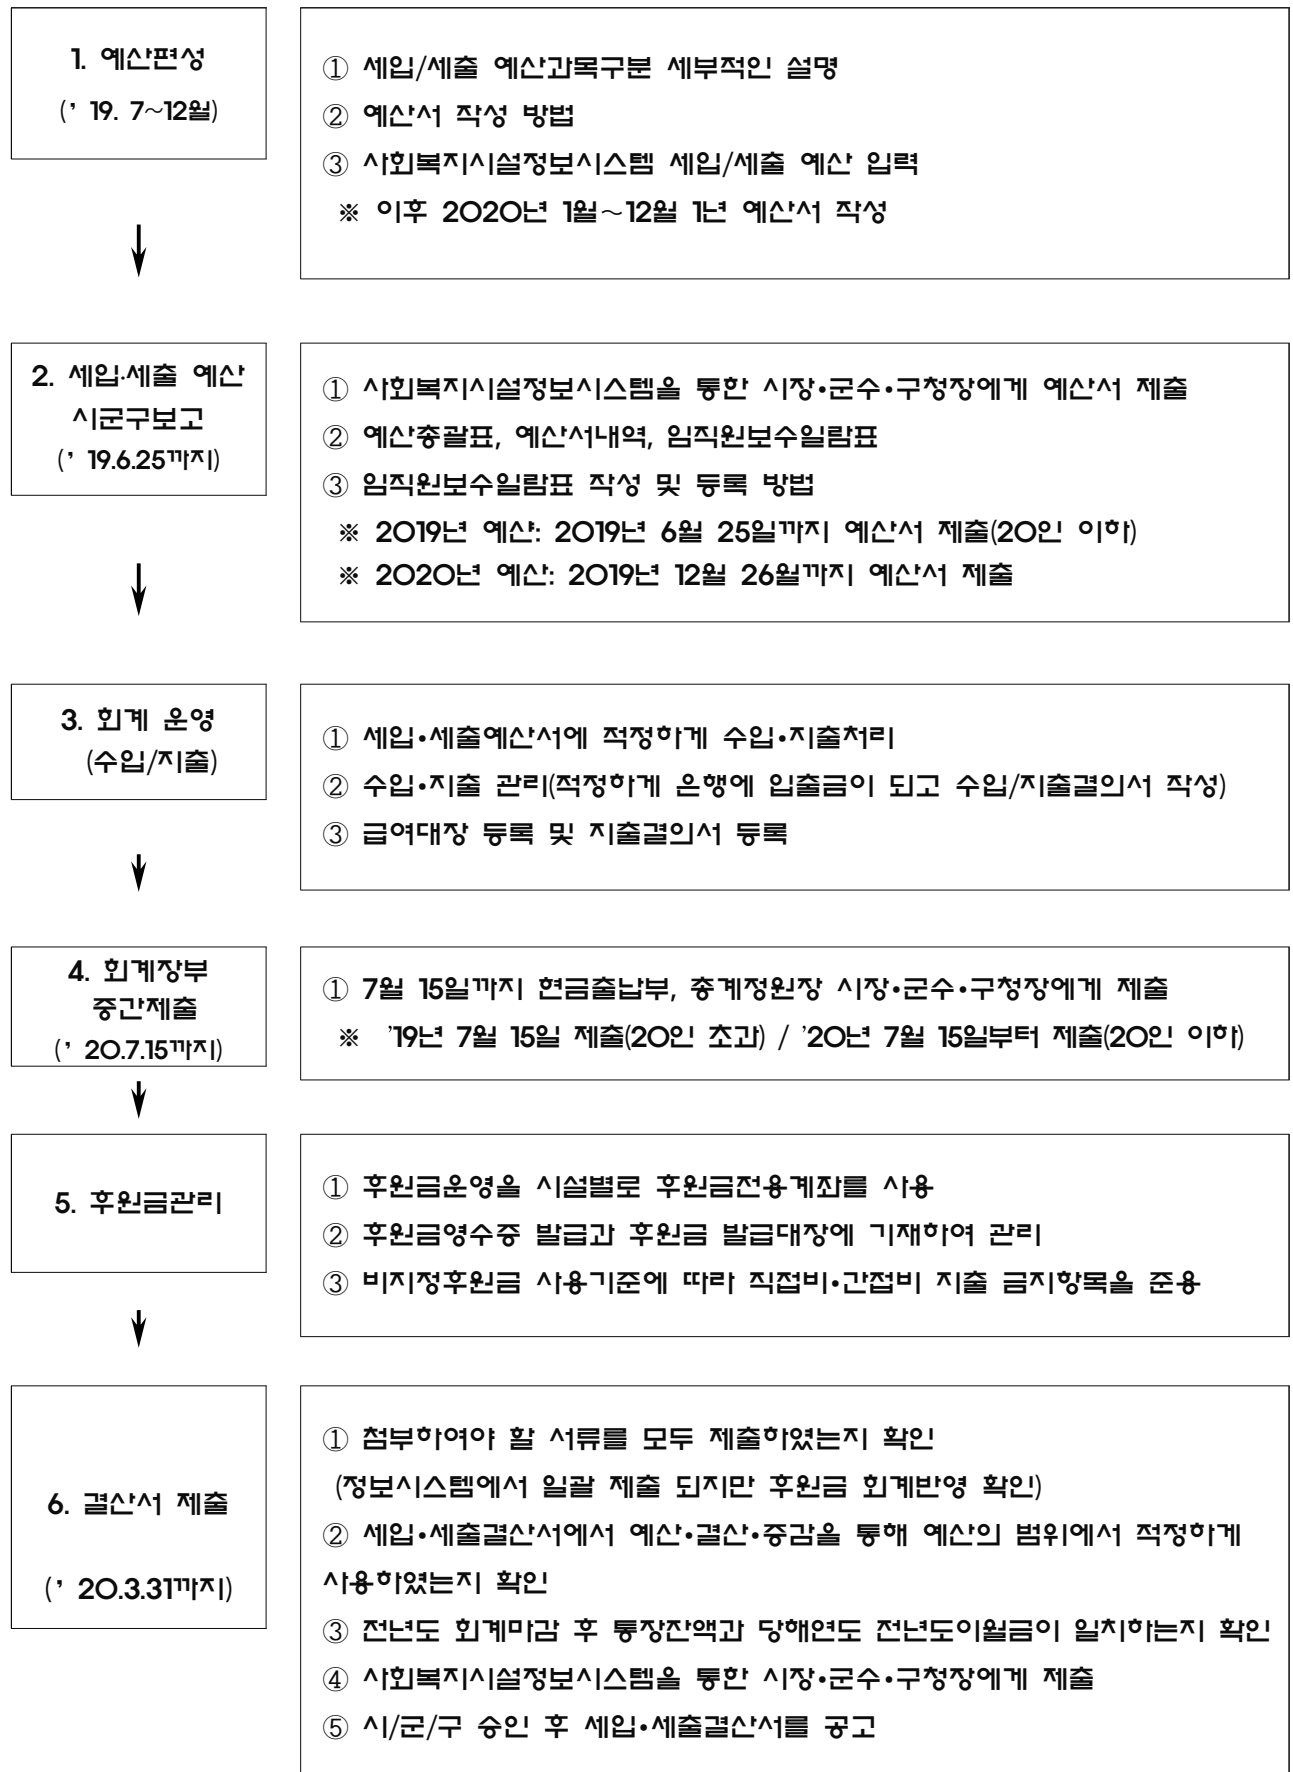 1. 예산편성
(’ 19. 7~12월)
① 세입/세출 예산과목구분 세부적인 설명
② 예산서 작성 방법
③ 사회복지시설정보시스템 세입/세출 예산 입력
※ 이후 2020년 1월~12월 1년 예산서 작성
2. 세입·세출 예산
시군구보고
(’ 19.6.25까지)
① 사회복지시설정보시스템을 통한 시장•군수•구청장에게 예산서 제출
② 예산총괄표, 예산서내역, 임직원보수일람표
③ 임직원보수일람표 작성 및 등록 방법
※ 2019년 예산: 2019년 6월 25일까지 예산서 제출(20인 이하)
※ 2020년 예산: 2019년 12월 26월까지 예산서 제출
3. 회계 운영
(수입/지출)
① 세입•세출예산서에 적정하게 수입•지출처리
② 수입•지출 관리(적정하게 은행에 입출금이 되고 수입/지출결의서 작성)
③ 급여대장 등록 및 지출결의서 등록
4. 회계장부
중간제출
(’ 20.7.15까지)
① 7월 15일까지 현금출납부, 총계정원장 시장•군수•구청장에게 제출
※ ’19년 7월 15일 제출(20인 초과) / ’20년 7월 15일부터 제출(20인 이하)
5. 후원금관리
① 후원금운영을 시설별로 후원금전용계좌를 사용
② 후원금영수증 발급과 후원금 발급대장에 기재하여 관리
③ 비지정후원금 사용기준에 따라 직접비•간접비 지출 금지항목을 준용
6. 결산서 제출
(’ 20.3.31까지)
① 첨부하여야 할 서류를 모두 제출하였는지 확인
(정보시스템에서 일괄 제출 되지만 후원금 회계반영 확인)
② 세입•세출결산서에서 예산•결산•증감을 통해 예산의 범위에서 적정하게
사용하였는지 확인
③ 전년도 회계마감 후 통장잔액과 당해연도 전년도이월금이 일치하는지 확인
④ 사회복지시설정보시스템을 통한 시장•군수•구청장에게 제출
⑤ 시/군/구 승인 후 세입•세출결산서를 공고